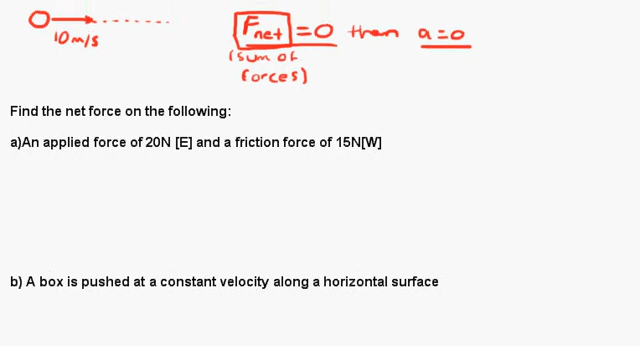 10 m/s
Fnet = 0 then a = 0
(sum of
forces)
Find the net force on the following:
a)An applied force of 20N [E] and a friction force of 15N[W]
b) A box is pushed at a constant velocity along a horizontal surface